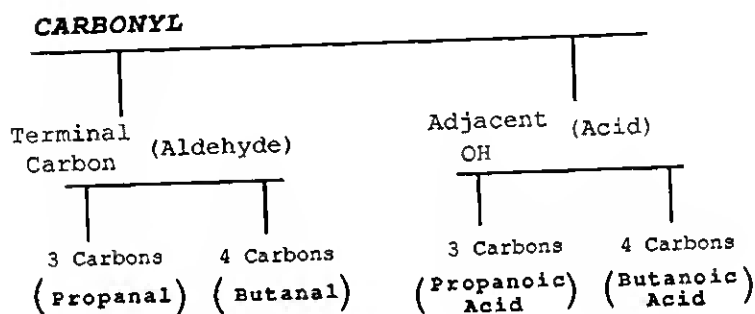 CARBONYL
Terminal Carbon (Aldehyde)
Adjacent OH (Acid)
3 Carbons
(Propanal)
4 Carbons
(Butanal)
3 Carbons
(Propanoic Acid)
4 Carbons
(Butanoic Acid)